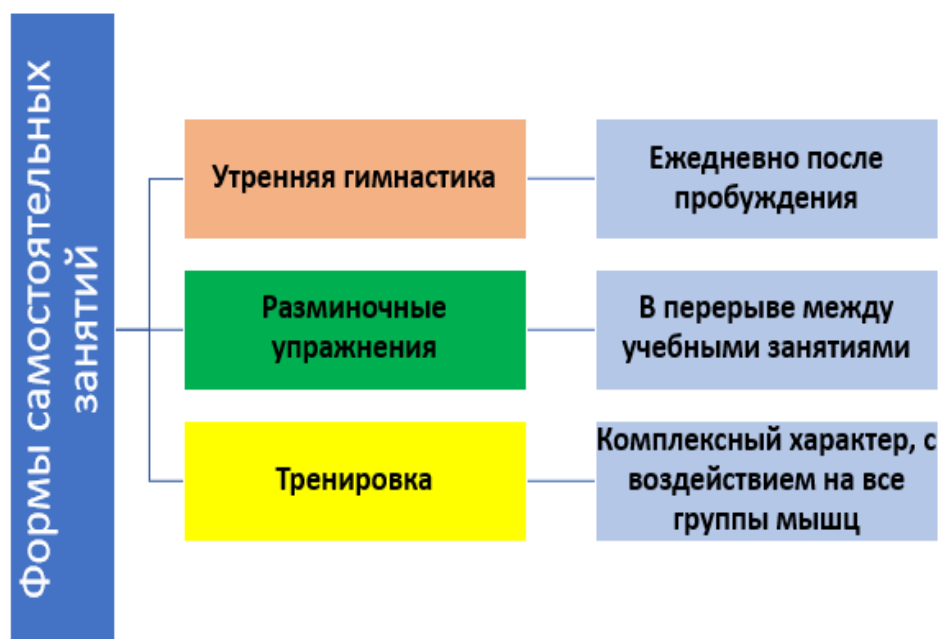 Формы самостоятельных
занятий
Утренняя гимнастика
Ежедневно после
пробуждения
Разминочные
упражнения
В перерыве между
учебными занятиями
Тренировка
Комплексный характер, с
воздействием на все
группы мышц